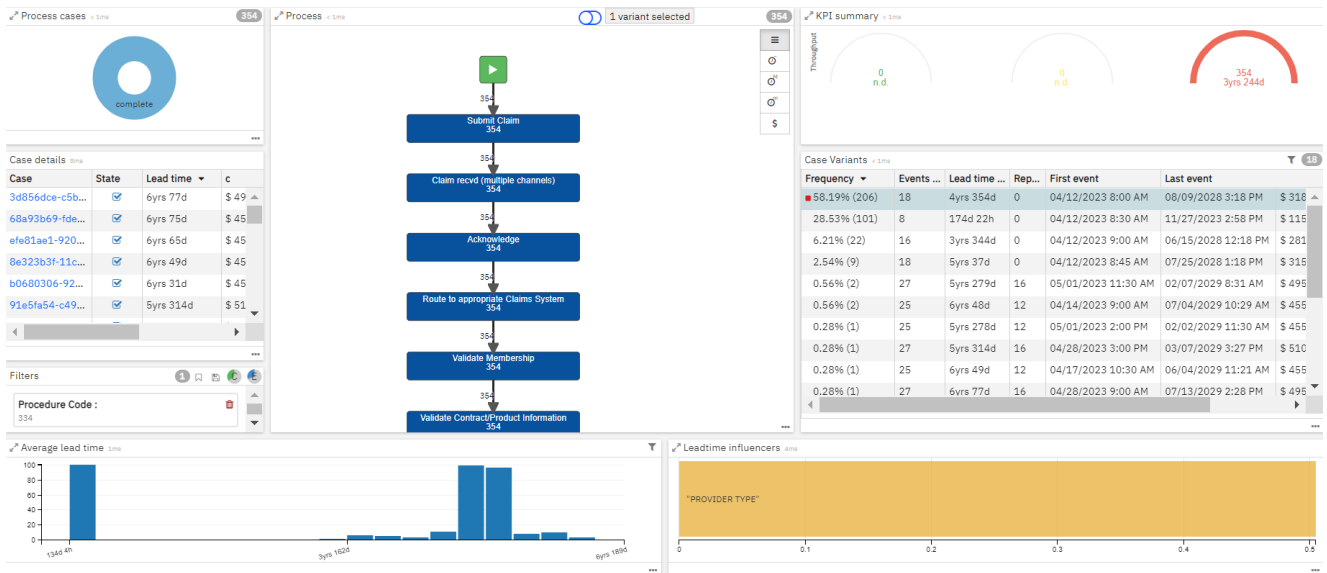 Process cases < 1ms 354
complete
Case details 8ms
Case State Lead time c
3d856dce-c5b... 6yrs 77d $ 49
68a93b69-fde... 6yrs 75d $ 45
efe81ae1-920... 6yrs 65d $ 45
8e323b3f-11c... 6yrs 49d $ 45
b0680306-92... 6yrs 31d $ 45
91e5fa54-c49... 5yrs 314d $ 51
Filters 1 C E
Procedure Code :
334
Process < 1ms 1 variant selected 354
354
Submit Claim
354
354
Claim recvd (multiple channels)
354
354
Acknowledge
354
354
Route to appropriate Claims System
354
354
Validate Membership
354
354
Validate Contract/Product Information
354
M
m
$
KPI summary < 1ms
Throughput
0
n.d.
0
n.d.
354
3yrs 244d
Case Variants < 1ms 18
Frequency Events ... Lead time ... Rep... First event Last event
58.19% (206) 18 4yrs 354d 0 04/12/2023 8:00 AM 08/09/2028 3:18 PM $ 318
28.53% (101) 8 174d 22h 0 04/12/2023 8:30 AM 11/27/2023 2:58 PM $ 115
6.21% (22) 16 3yrs 344d 0 04/12/2023 9:00 AM 06/15/2028 12:18 PM $ 281
2.54% (9) 18 5yrs 37d 0 04/12/2023 8:45 AM 07/25/2028 1:18 PM $ 315
0.56% (2) 27 5yrs 279d 16 05/01/2023 11:30 AM 02/07/2029 8:31 AM $ 495
0.56% (2) 25 6yrs 48d 12 04/14/2023 9:00 AM 07/04/2029 10:29 AM $ 455
0.28% (1) 25 5yrs 278d 12 05/01/2023 2:00 PM 02/02/2029 11:30 AM $ 455
0.28% (1) 27 5yrs 314d 16 04/28/2023 3:00 PM 03/07/2029 3:27 PM $ 510
0.28% (1) 25 6yrs 49d 12 04/17/2023 10:30 AM 06/04/2029 11:21 AM $ 455
0.28% (1) 27 6yrs 77d 16 04/28/2023 9:00 AM 07/13/2029 2:28 PM $ 495
Average lead time 1ms
100
80
60
40
20
0
134d 4h 3yrs 162d 6yrs 189d
Leadtime influencers 4ms
"PROVIDER TYPE"
0 0.1 0.2 0.3 0.4 0.5